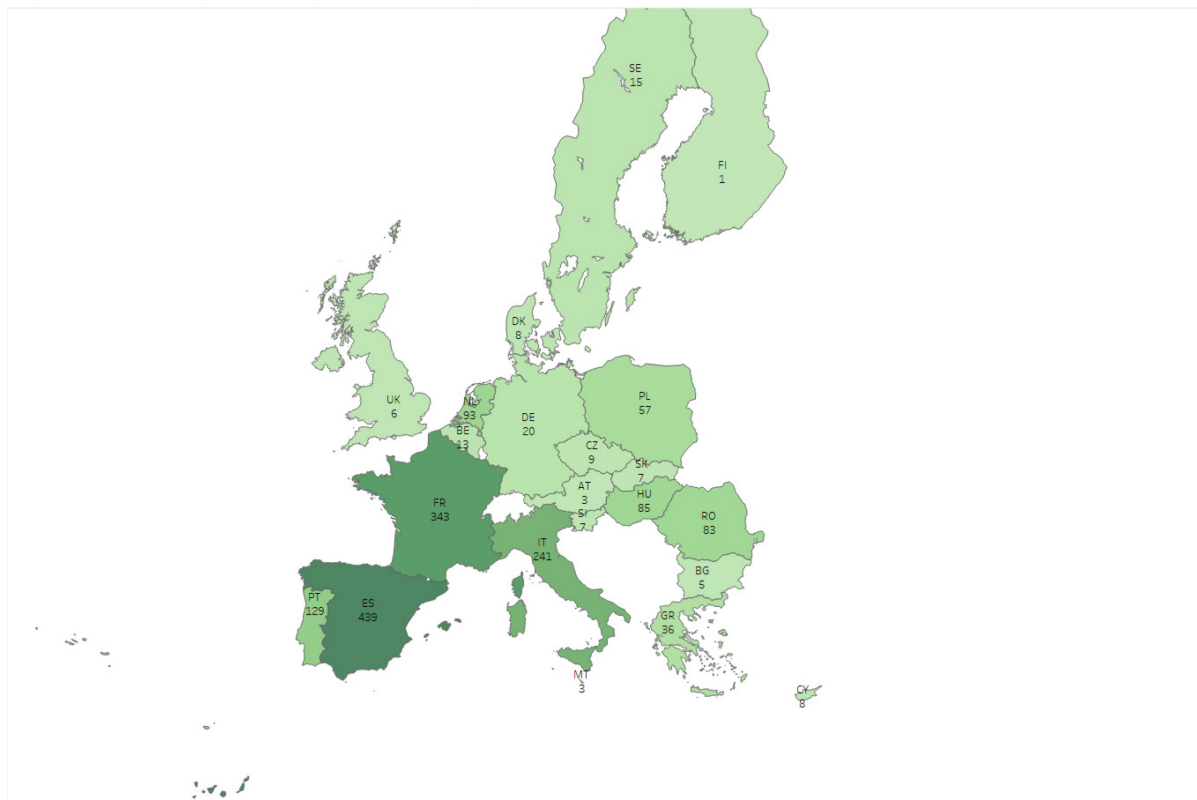 SE
15
FI
1
DK
8
UK
6
NL
93
BE
13
DE
20
PL
57
CZ
9
SK
7
AT
3
SI
7
HU
85
RO
83
FR
343
IT
241
BG
5
PT
129
ES
439
GR
36
MT
3
CY
8